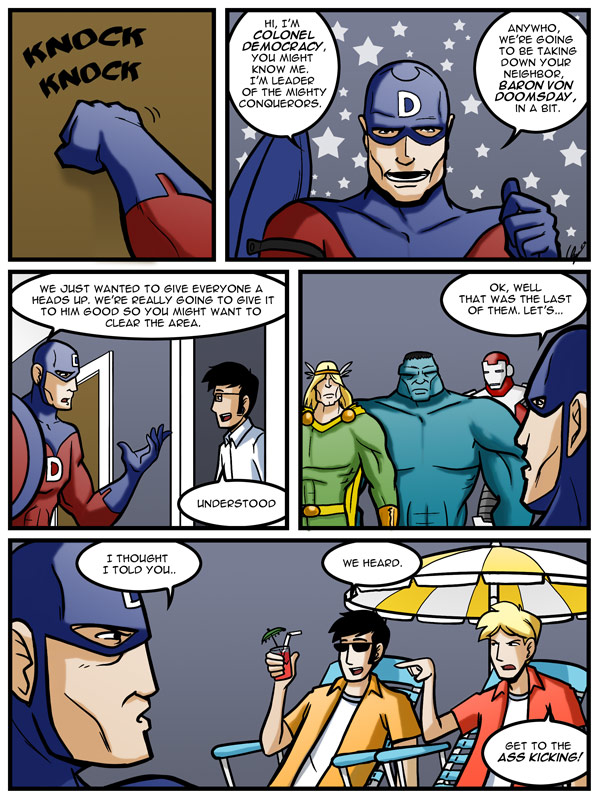 KNOCK
KNOCK
HI, I'M
COLONEL
DEMOCRACY,
YOU MIGHT
KNOW ME.
I'M LEADER
OF THE MIGHTY
CONQUERORS.
ANYWHO,
WE'RE GOING
TO BE TAKING
DOWN YOUR
NEIGHBOR,
BARON VON
DOOMSDAY,
IN A BIT.
D
WE JUST WANTED TO GIVE EVERYONE A
HEADS UP. WE'RE REALLY GOING TO GIVE IT
TO HIM GOOD SO YOU MIGHT WANT TO
CLEAR THE AREA.
D
D
UNDERSTOOD
OK, WELL
THAT WAS THE LAST
OF THEM. LET'S...
I THOUGHT
I TOLD YOU..
WE HEARD.
GET TO THE
ASS KICKING!